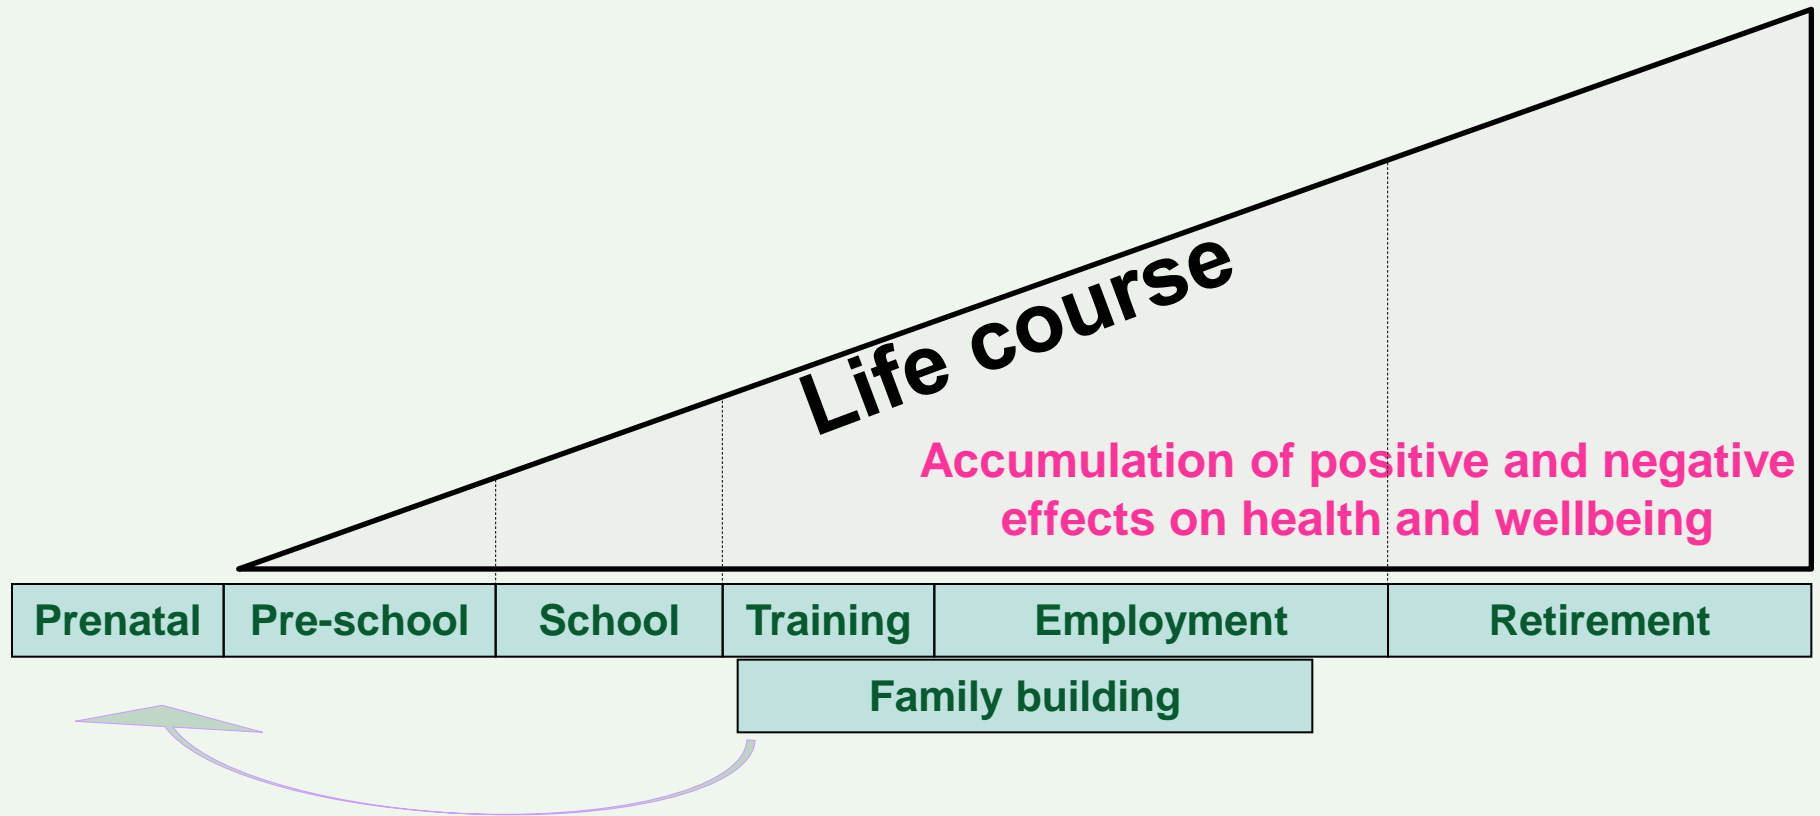 Life course
Accumulation of positive and negative
effects on health and wellbeing
Prenatal
Pre-school
School
Training
Employment
Retirement
Family building